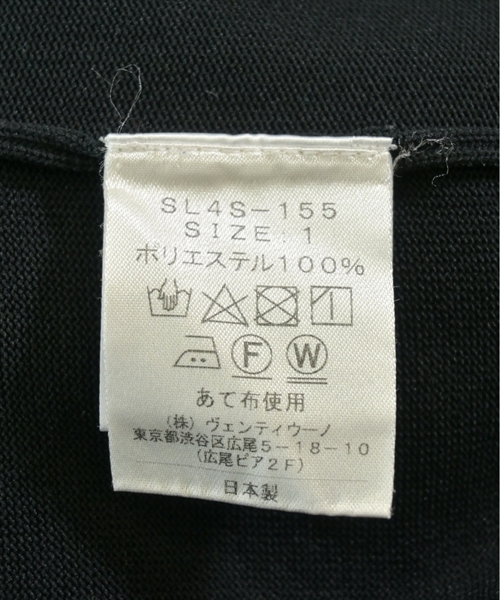 SL4S-155
SIZE:1
ポリエステル100%
F W
あて布使用
(株)ヴェンティウーノ
東京都渋谷区広尾5-18-10
(広尾ピア2F)
日本製